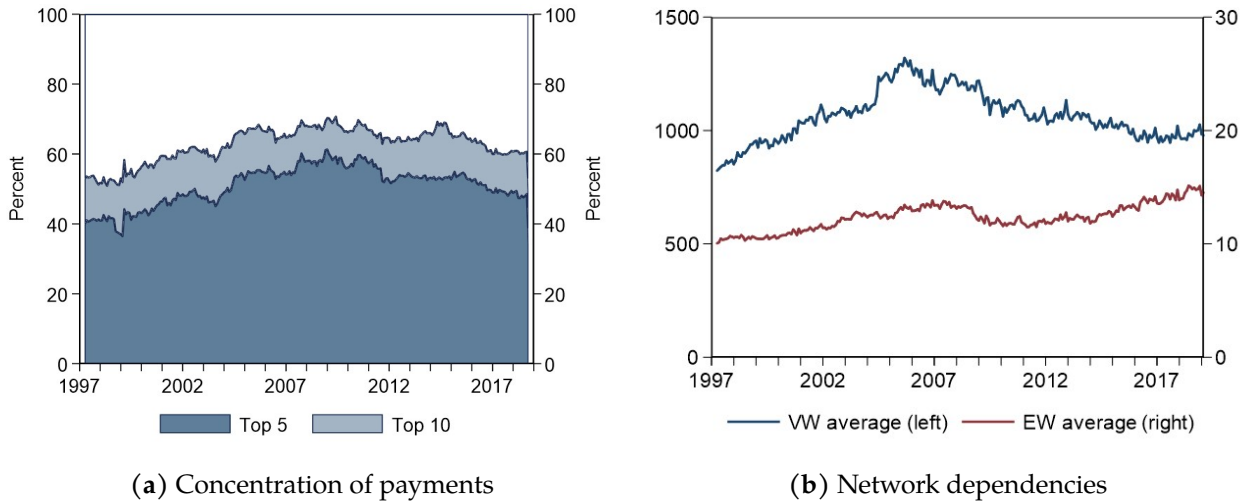 100
100
80
80
60
60
Percent
Percent
40
40
20
20
0
0
1997 2002 2007 2012 2017
Top 5 Top 10
(a) Concentration of payments
1500
30
1000
20
500
10
0
0
1997 2002 2007 2012 2017
VW average (left) EW average (right)
(b) Network dependencies